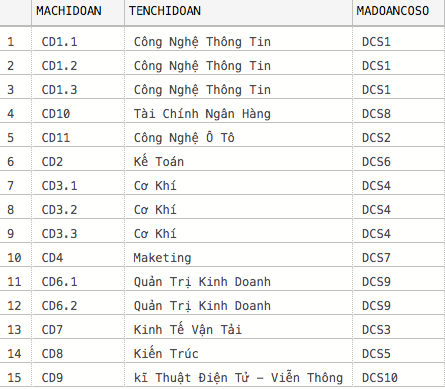 MACHIDOAN TENCHIDOAN MADOANCOSO
1 CD1.1 Công Nghệ Thông Tin DCS1
2 CD1.2 Công Nghệ Thông Tin DCS1
3 CD1.3 Công Nghệ Thông Tin DCS1
4 CD10 Tài Chính Ngân Hàng DCS8
5 CD11 Công Nghệ Ô Tô DCS2
6 CD2 Kế Toán DCS6
7 CD3.1 Cơ Khí DCS4
8 CD3.2 Cơ Khí DCS4
9 CD3.3 Cơ Khí DCS4
10 CD4 Maketing DCS7
11 CD6.1 Quản Trị Kinh Doanh DCS9
12 CD6.2 Quản Trị Kinh Doanh DCS9
13 CD7 Kinh Tế Vận Tải DCS3
14 CD8 Kiến Trúc DCS5
15 CD9 kĩ Thuật Điện Tử – Viễn Thông DCS10